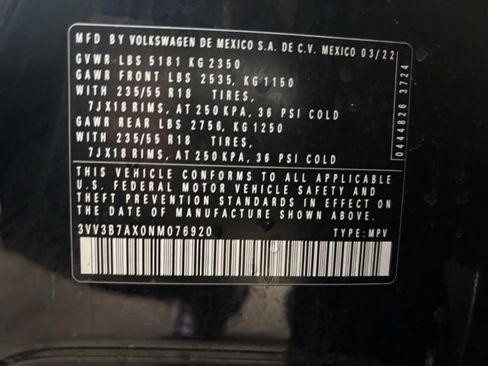 MFD BY VOLKSWAGEN DE MEXICO S.A. DE C.V. MEXICO 03/22
GVWR LBS 5181 KG 2350
GAWR FRONT LBS 2535, KG 1150
WITH 235/55 R18 TIRES,
7JX18 RIMS, AT 250 KPA, 36 PSI COLD
GAWR REAR LBS 2756, KG 1250
WITH 235/55 R18 TIRES,
7JX18 RIMS, AT 250 KPA, 36 PSI COLD
THIS VEHICLE CONFORMS TO ALL APPLICABLE
U.S. FEDERAL MOTOR VEHICLE SAFETY AND
THEFT PREVENTION STANDARDS IN EFFECT ON
THE DATE OF MANUFACTURE SHOWN ABOVE
3VV3B7AX0NM076920 TYPE: MPV
0444826 3724